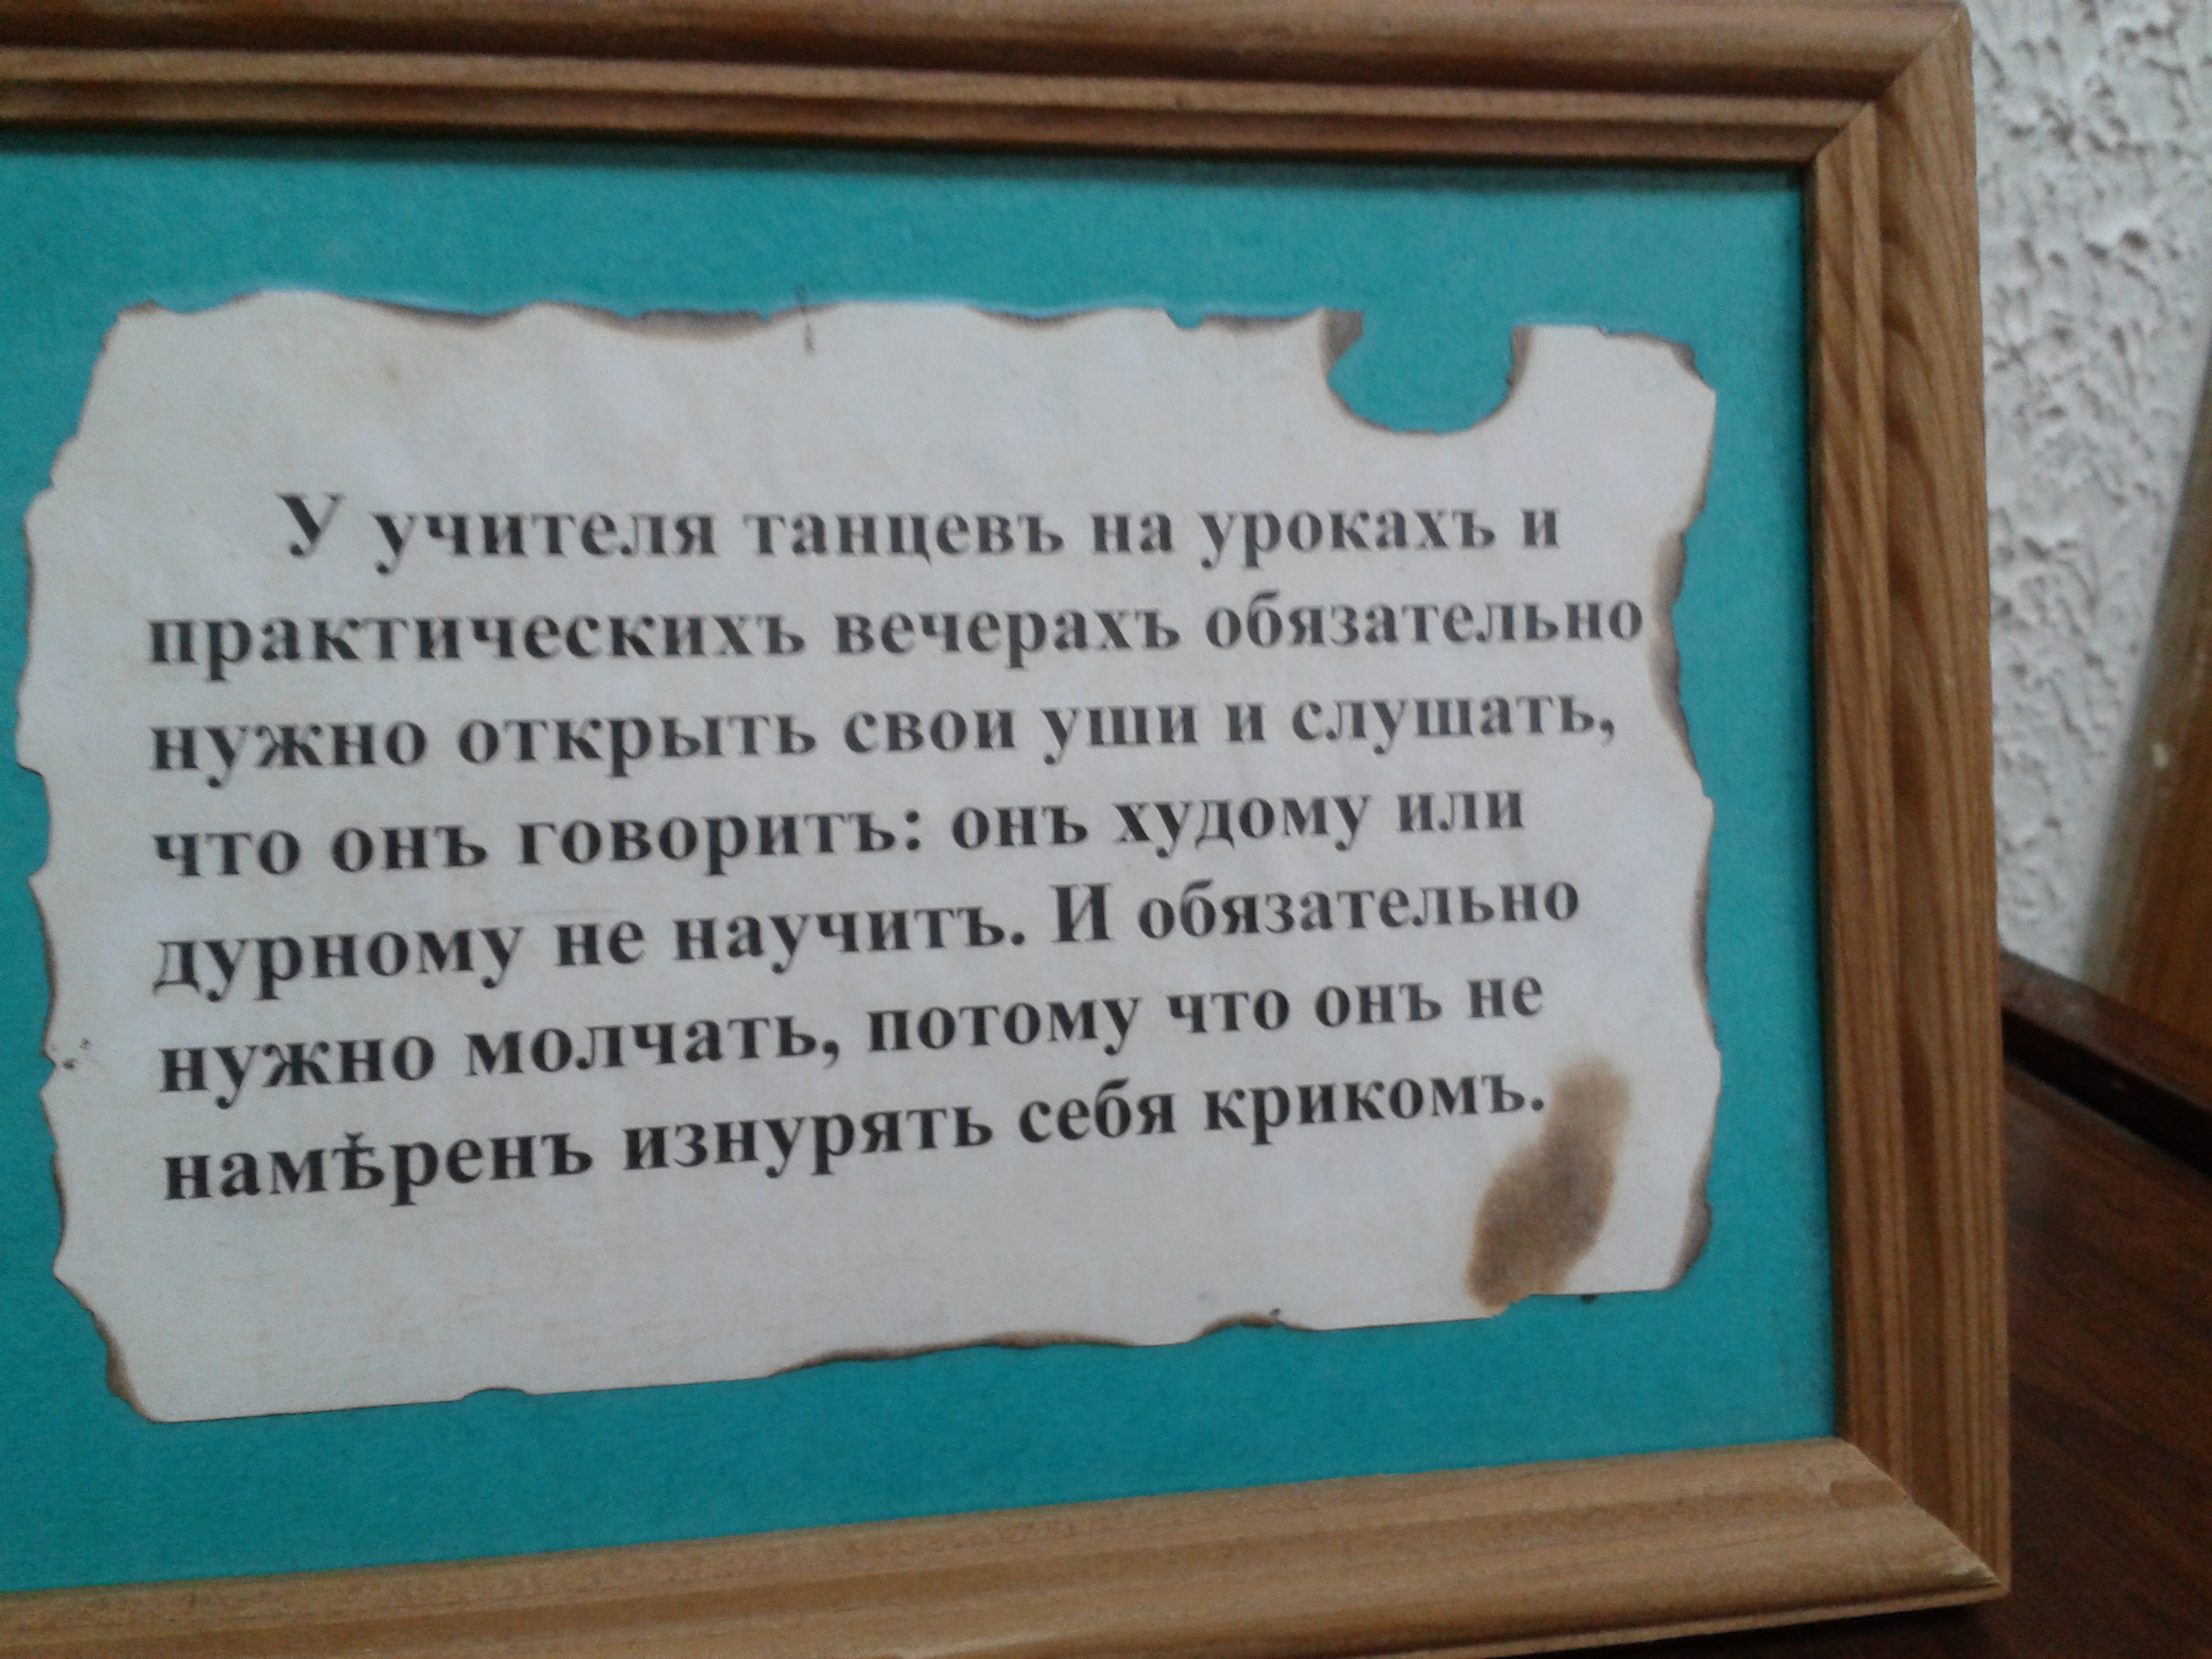 У учителя танцевъ на урокахъ и
практическихъ вечерахъ обязательно
нужно открыть свои уши и слушать,
что онъ говоритъ: онъ худому или
дурному не научитъ. И обязательно
нужно молчать, потому что онъ не
намѣренъ изнурять себя крикомъ.